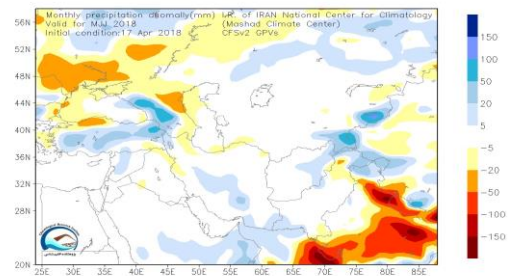 Monthly precipitation anomaly(mm) I.R. of IRAN National Center for Climatology
Valid for MJJ 2018 (Mashad Climate Center)
Initial condition:17 Apr 2018 CFSv2 GPVs.
56N
52N
48N
44N
40N
36N
32N
28N
20N
25E 30E 35E 40E 45E 50E 55E 60E 65E 70E 75E 80E 85E
150
100
50
20
5
-5
-20
-50
-100
-150